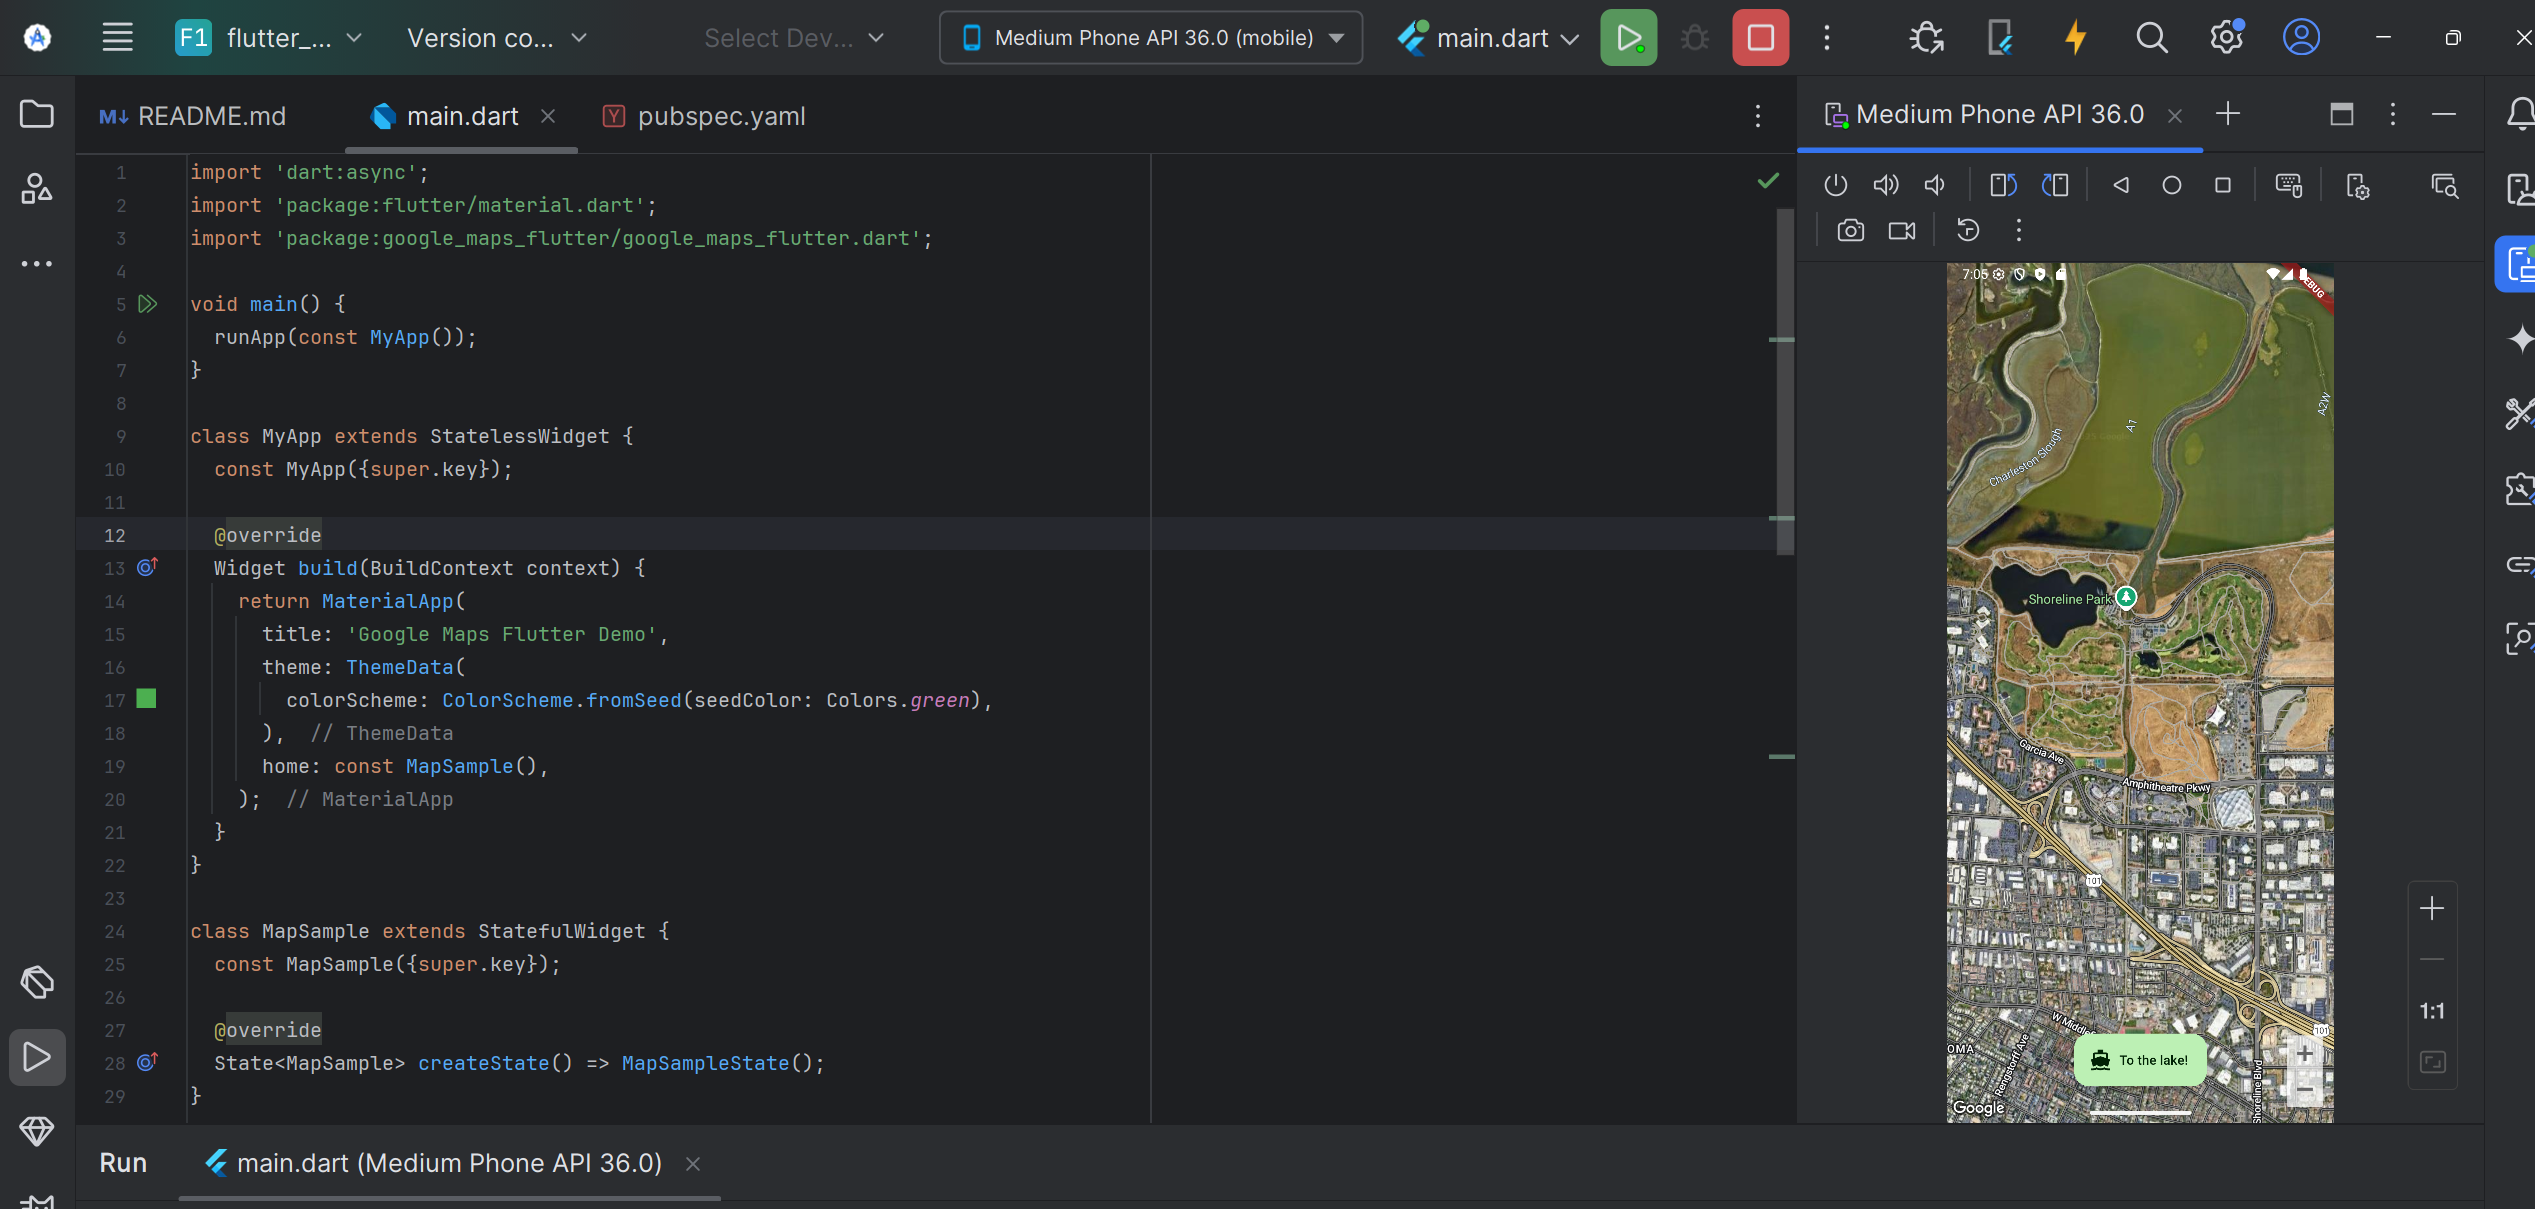 F1 flutter_... Version co... Select Dev... Medium Phone API 36.0 (mobile) main.dart
M↓ README.md main.dart Y pubspec.yaml
1 import 'dart:async';
2 import 'package:flutter/material.dart';
3 import 'package:google_maps_flutter/google_maps_flutter.dart';
4
5 void main() {
6 runApp(const MyApp());
7 }
8
9 class MyApp extends StatelessWidget {
10 const MyApp({super.key});
11
12 @override
13 Widget build(BuildContext context) {
14 return MaterialApp(
15 title: 'Google Maps Flutter Demo',
16 theme: ThemeData(
17 colorScheme: ColorScheme.fromSeed(seedColor: Colors.green),
18 ), // ThemeData
19 home: const MapSample(),
20 ); // MaterialApp
21 }
22 }
23
24 class MapSample extends StatefulWidget {
25 const MapSample({super.key});
26
27 @override
28 State<MapSample> createState() => MapSampleState();
29 }
Medium Phone API 36.0
7:05
A2W
A1
Charleston Slough
Shoreline Park
Garcia Ave
Amphitheatre Pkwy
101
1:1
101
OMA
Rengstorff Ave
To the lake!
Shoreline Blvd
Google
Run main.dart (Medium Phone API 36.0)